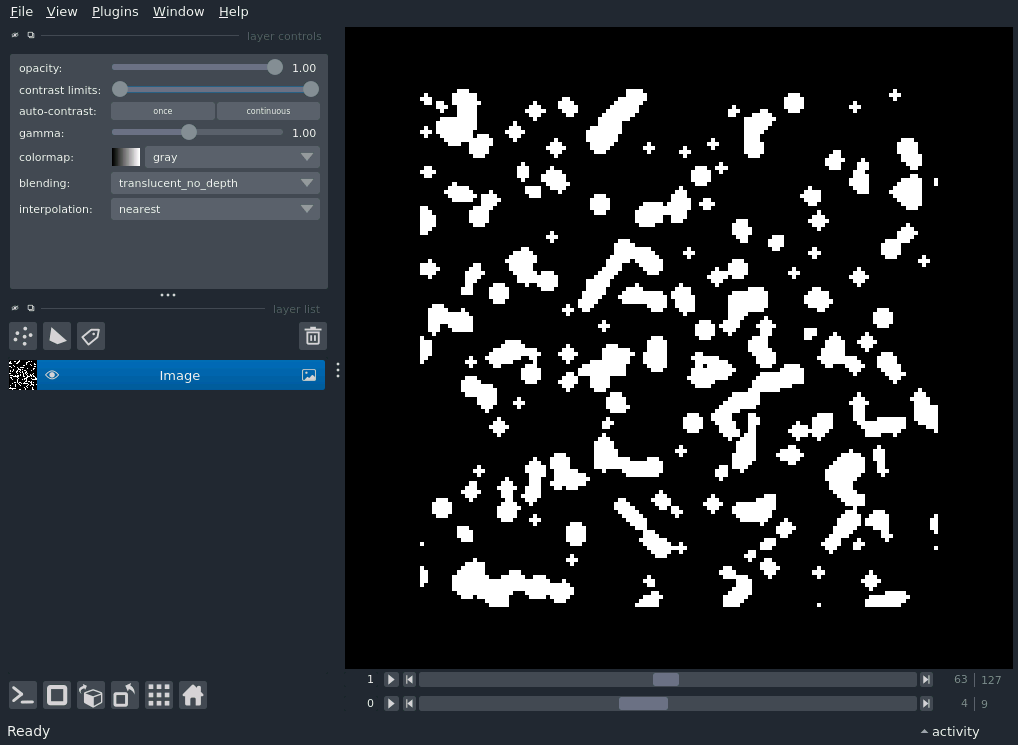 File View Plugins Window Help
layer controls
opacity: 1.00
contrast limits:
auto-contrast: once continuous
gamma: 1.00
colormap: gray
blending: translucent_no_depth
interpolation: nearest
layer list
Image
1 63 127
0 4 9
Ready activity